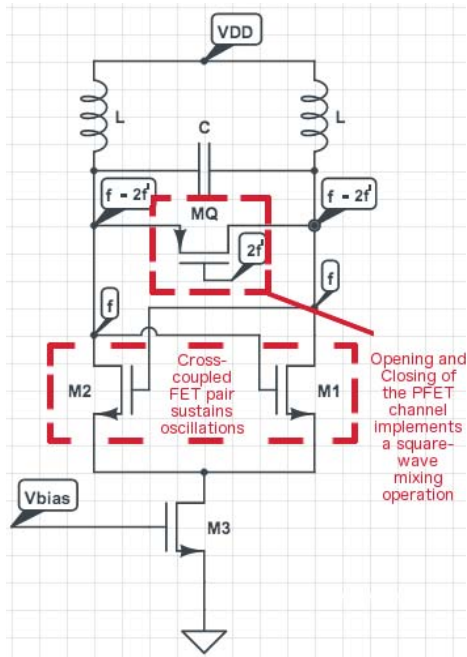 VDD
L
L
C
f - 2f'
MQ
f - 2f'
2f'
f
f
M2
Cross-
coupled
FET pair
sustains
oscillations
M1
Opening and
Closing of
the PFET
channel
implements
a square-
wave
mixing
operation
Vbias
M3